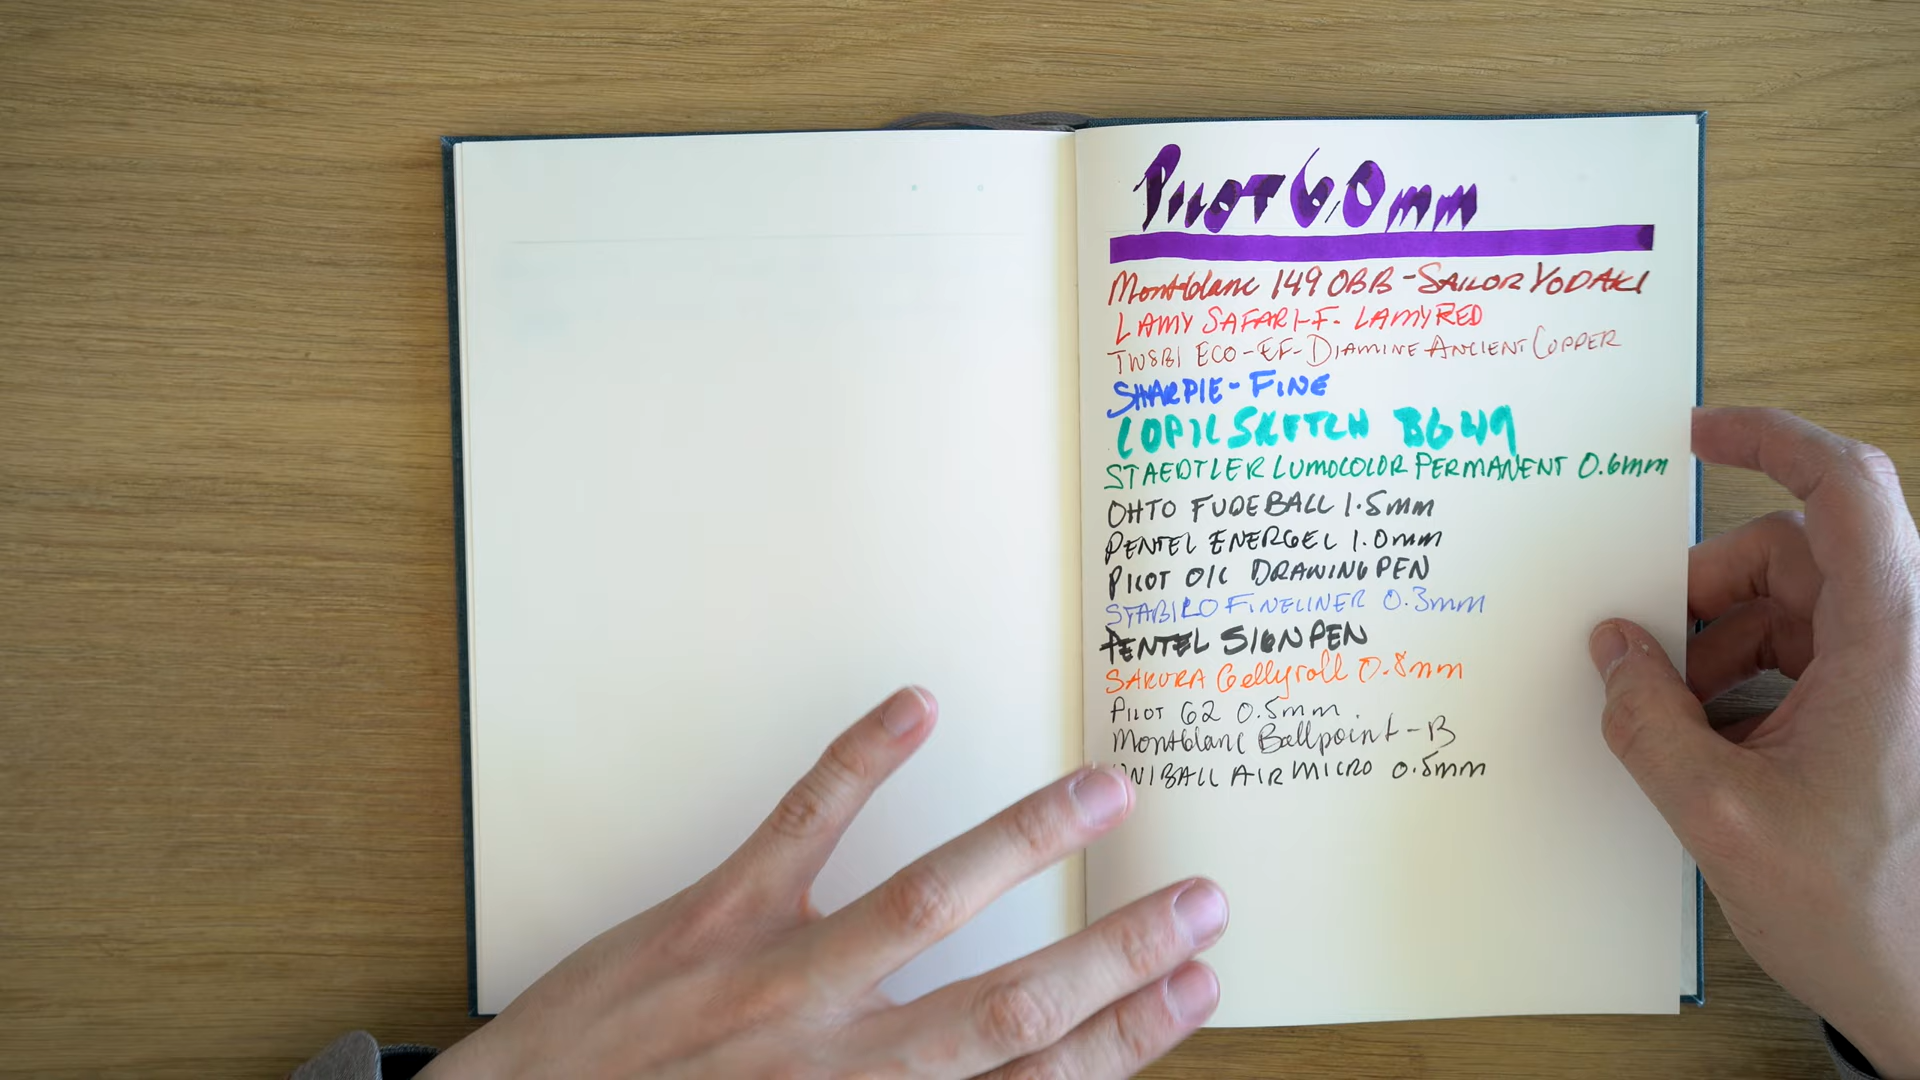 PILOT 6.0mm
Montblanc 149 OBB - SAILOR YODAKI
LAMY SAFARI - F. LAMY RED
TWSBI ECO - EF - DIAMINE ANCIENT COPPER
SHARPIE - FINE
COPIC SKETCH BG49
STAEDTLER LUMOCOLOR PERMANENT 0.6mm
OHTO FUDEBALL 1.5mm
PENTEL ENERGEL 1.0mm
PILOT OIL DRAWING PEN
STABILO FINELINER 0.3mm
PENTEL SIGN PEN
SAKURA Gellyroll 0.8mm
PILOT G2 0.5mm
Montblanc Ballpoint - B
UNIBALL AIR MICRO 0.5mm